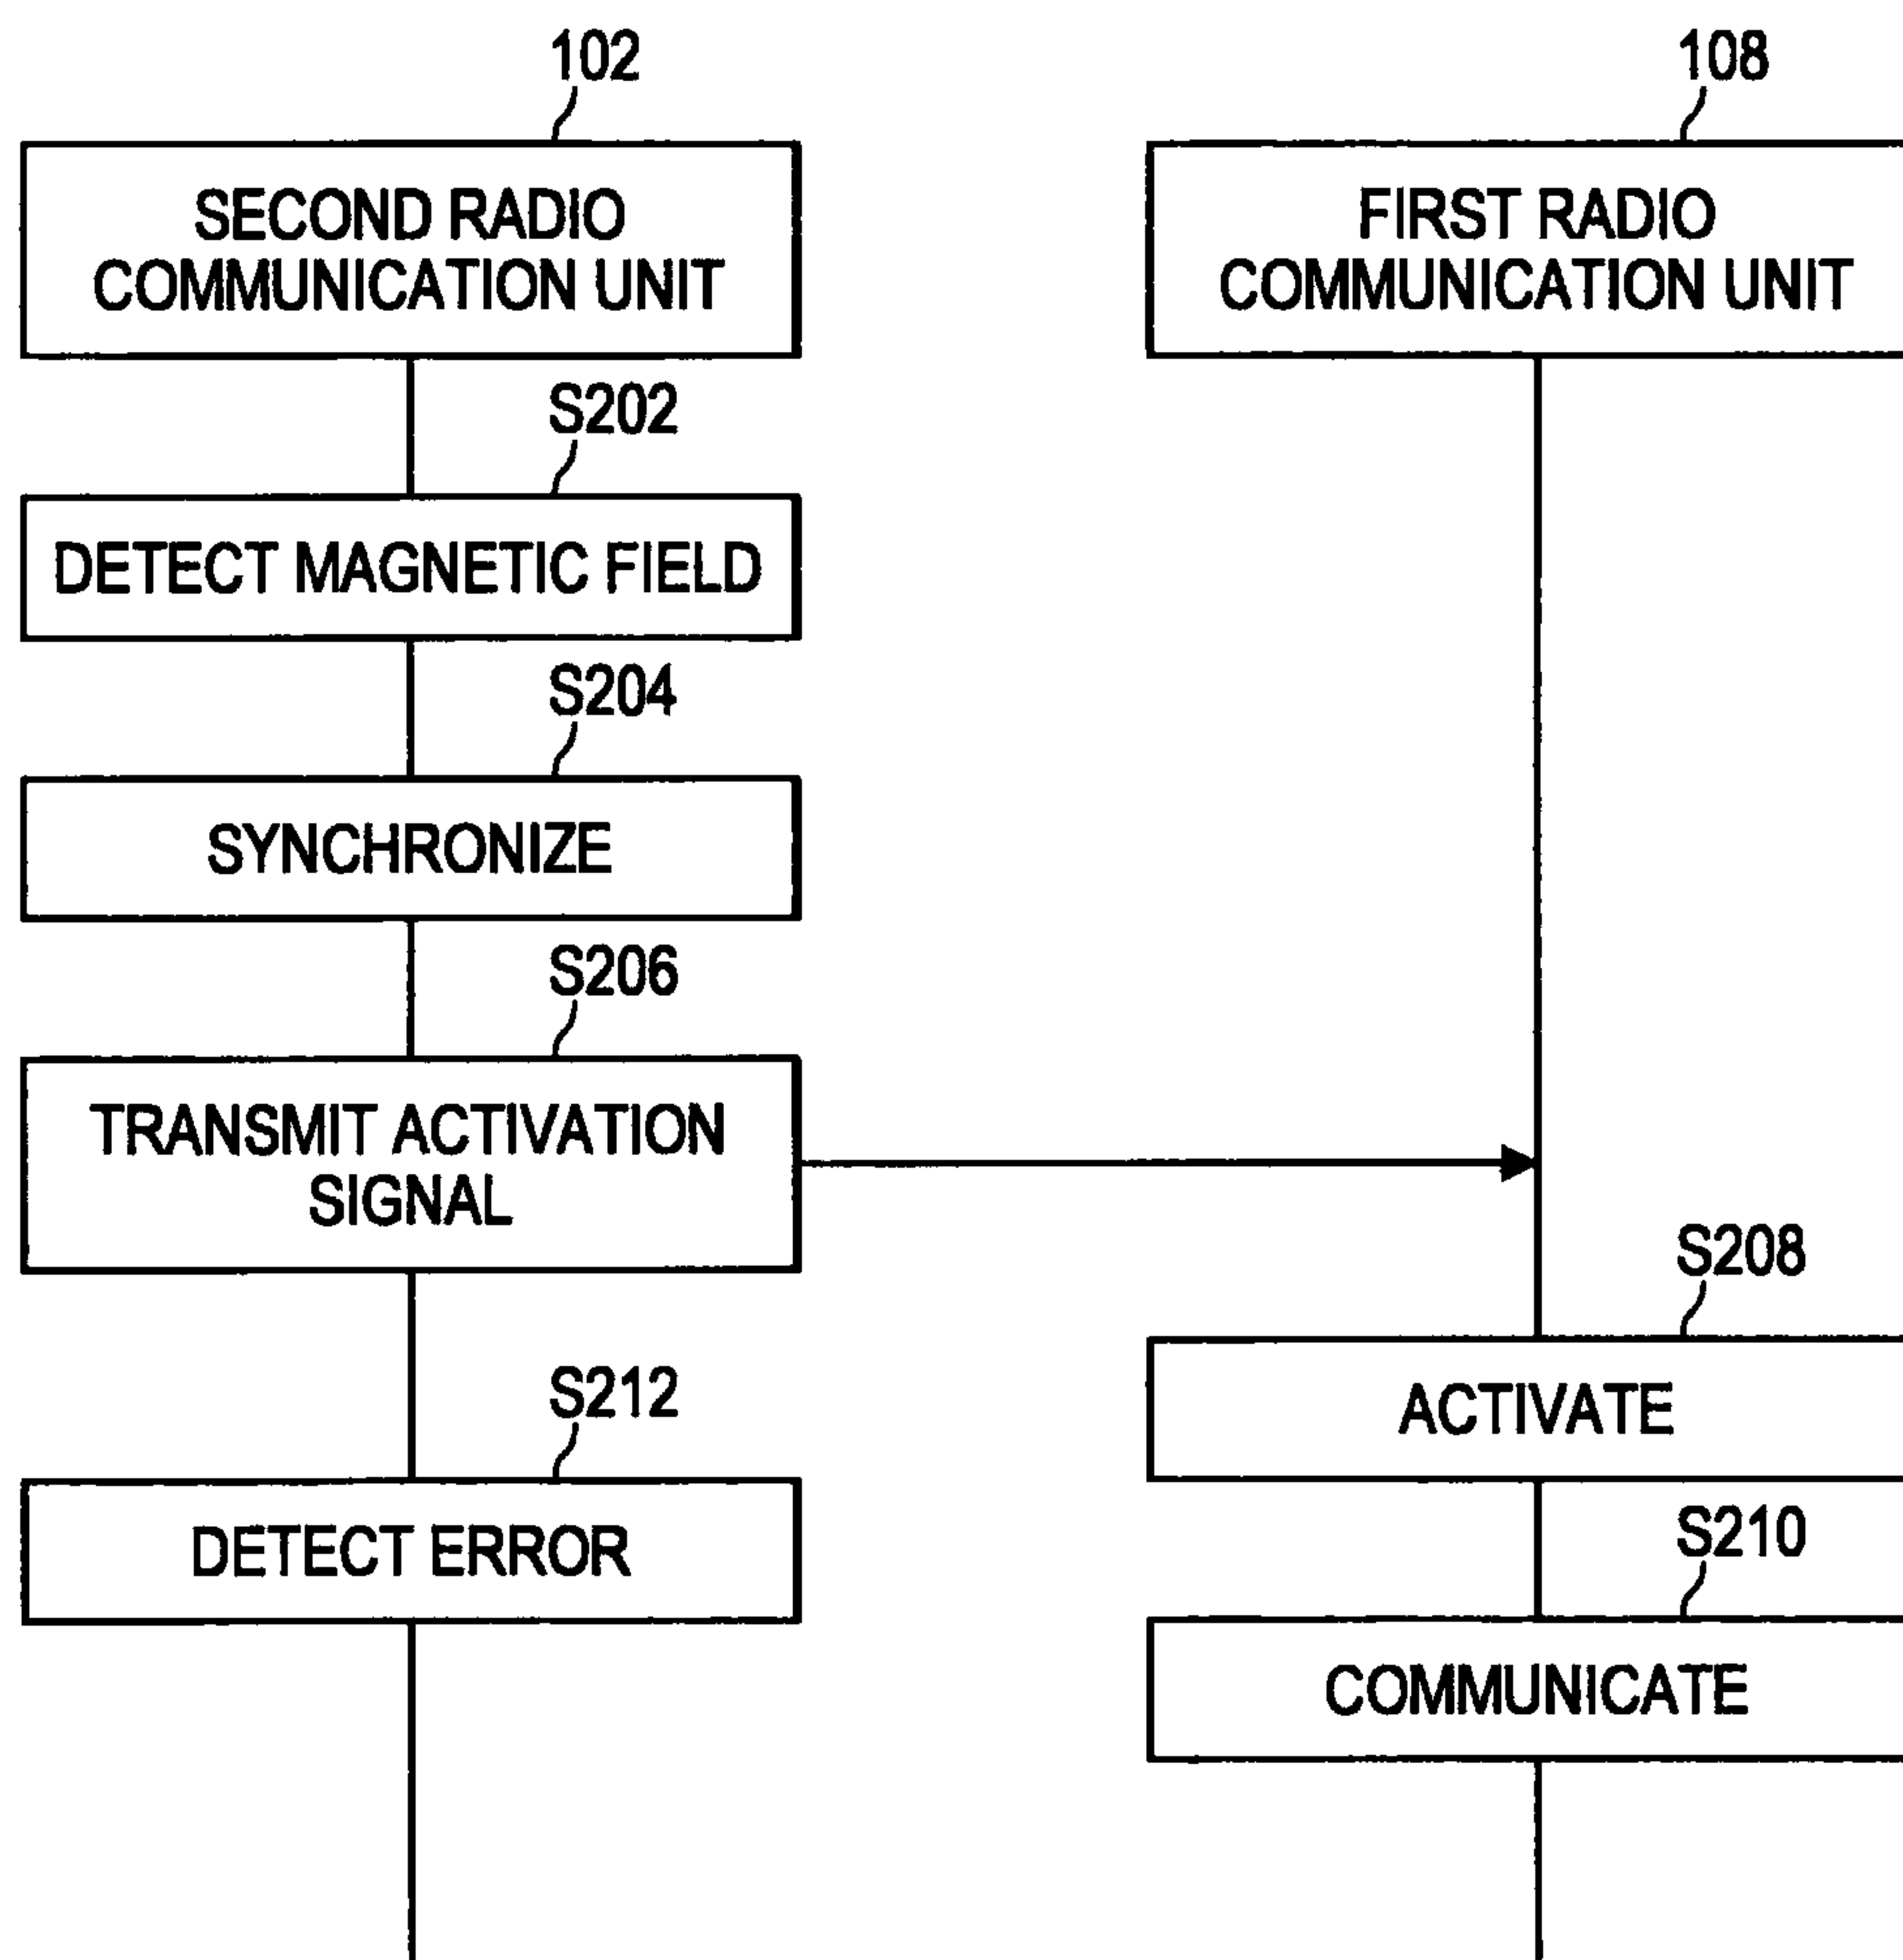 102
SECOND RADIO
COMMUNICATION UNIT
108
FIRST RADIO
COMMUNICATION UNIT
S202
DETECT MAGNETIC FIELD
S204
SYNCHRONIZE
S206
TRANSMIT ACTIVATION
SIGNAL
S208
ACTIVATE
S212
DETECT ERROR
S210
COMMUNICATE